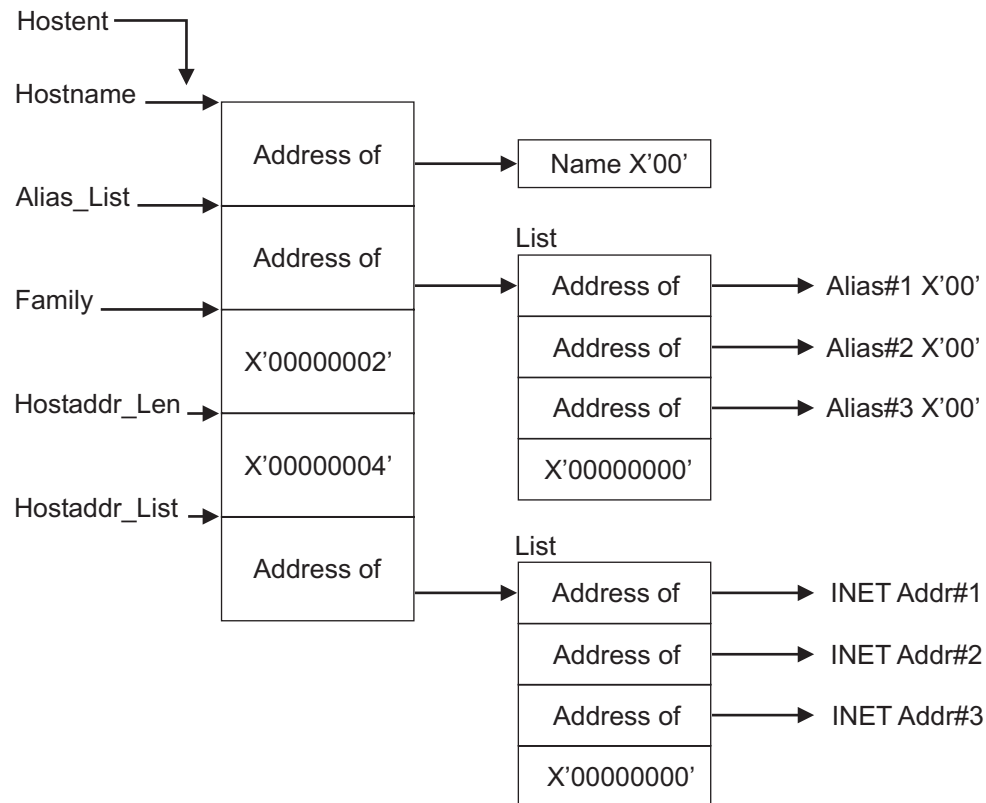 Hostent
Hostname
Address of
Name X'00’
Alias_List
List
Address of
Address of
Alias#1 X'00’
Family
Address of
Alias#2 X'00’
X'00000002’
Hostaddr_Len
Address of
Alias#3 X'00’
X'00000004’
X'00000000’
Hostaddr_List
List
Address of
Address of
INET Addr#1
Address of
INET Addr#2
Address of
INET Addr#3
X'00000000’